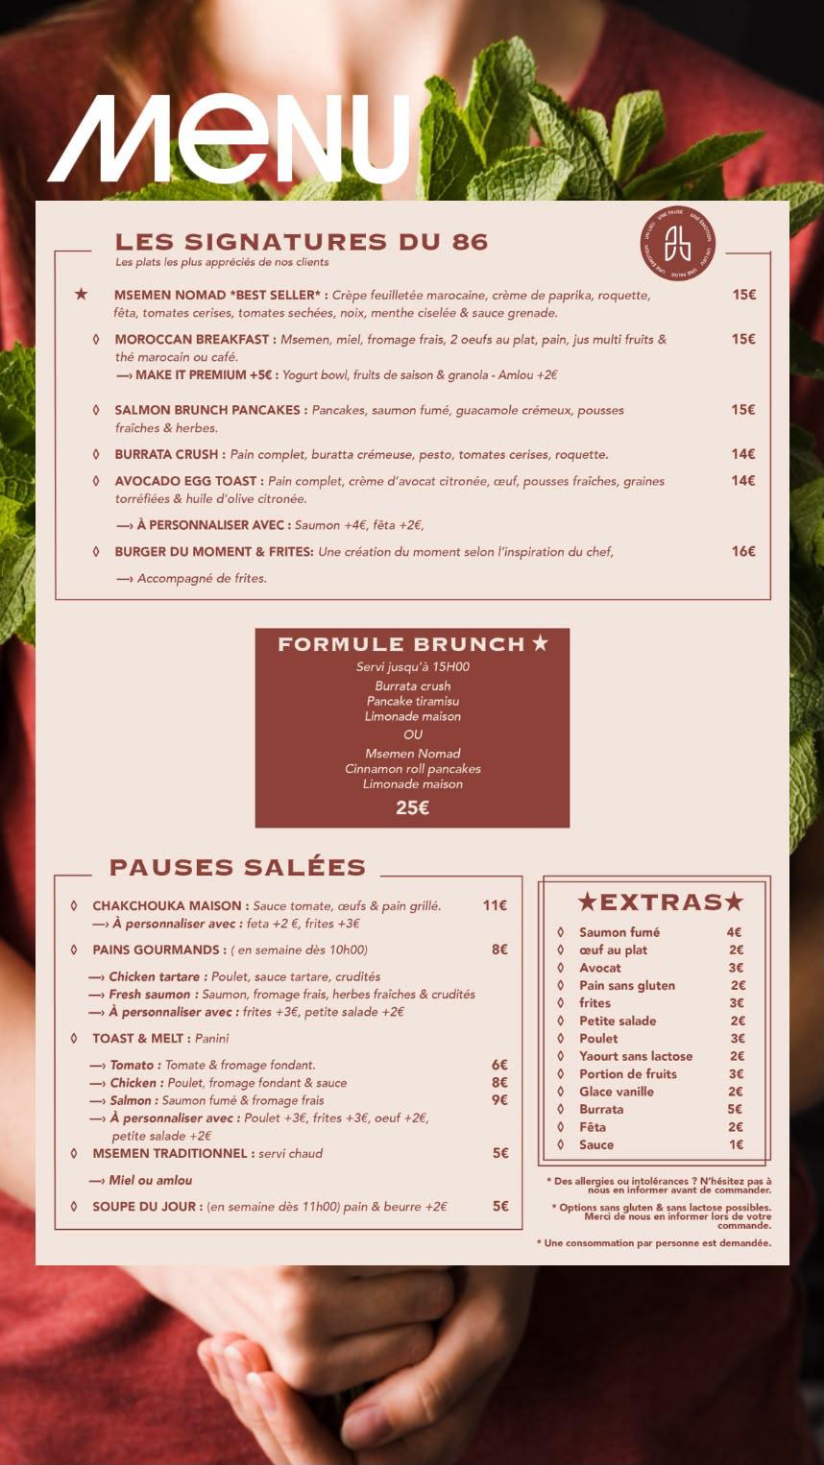 MENU
LES SIGNATURES DU 86
Les plats les plus appréciés de nos clients
86
★ MSEMEN NOMAD *BEST SELLER* : Crèpe feuilletée marocaine, crème de paprika, roquette, 15€
fêta, tomates cerises, tomates sechées, noix, menthe ciselée & sauce grenade.
◊ MOROCCAN BREAKFAST : Msemen, miel, fromage frais, 2 oeufs au plat, pain, jus multi fruits & 15€
thé marocain ou café.
—› MAKE IT PREMIUM +5€ : Yogurt bowl, fruits de saison & granola - Amlou +2€
◊ SALMON BRUNCH PANCAKES : Pancakes, saumon fumé, guacamole crémeux, pousses 15€
fraîches & herbes.
◊ BURRATA CRUSH : Pain complet, buratta crémeuse, pesto, tomates cerises, roquette. 14€
◊ AVOCADO EGG TOAST : Pain complet, crème d'avocat citronée, œuf, pousses fraîches, graines 14€
torréfiées & huile d'olive citronée.
—› À PERSONNALISER AVEC : Saumon +4€, fêta +2€,
◊ BURGER DU MOMENT & FRITES: Une création du moment selon l'inspiration du chef, 16€
—› Accompagné de frites.
FORMULE BRUNCH ★
Servi jusqu'à 15H00
Burrata crush
Pancake tiramisu
Limonade maison
OU
Msemen Nomad
Cinnamon roll pancakes
Limonade maison
25€
PAUSES SALÉES
◊ CHAKCHOUKA MAISON : Sauce tomate, œufs & pain grillé. 11€
—› À personnaliser avec : feta +2 €, frites +3€
◊ PAINS GOURMANDS : ( en semaine dès 10h00) 8€
—› Chicken tartare : Poulet, sauce tartare, crudités
—› Fresh saumon : Saumon, fromage frais, herbes fraîches & crudités
—› À personnaliser avec : frites +3€, petite salade +2€
◊ TOAST & MELT : Panini
—› Tomato : Tomate & fromage fondant. 6€
—› Chicken : Poulet, fromage fondant & sauce 8€
—› Salmon : Saumon fumé & fromage frais 9€
—› À personnaliser avec : Poulet +3€, frites +3€, oeuf +2€,
petite salade +2€
◊ MSEMEN TRADITIONNEL : servi chaud 5€
—› Miel ou amlou
◊ SOUPE DU JOUR : (en semaine dès 11h00) pain & beurre +2€ 5€
★EXTRAS★
◊ Saumon fumé 4€
◊ œuf au plat 2€
◊ Avocat 3€
◊ Pain sans gluten 2€
◊ frites 3€
◊ Petite salade 2€
◊ Poulet 3€
◊ Yaourt sans lactose 2€
◊ Portion de fruits 3€
◊ Glace vanille 2€
◊ Burrata 5€
◊ Fêta 2€
◊ Sauce 1€
* Des allergies ou intolérances ? N'hésitez pas à
nous en informer avant de commander.
* Options sans gluten & sans lactose possibles.
Merci de nous en informer lors de votre
commande.
* Une consommation par personne est demandée.